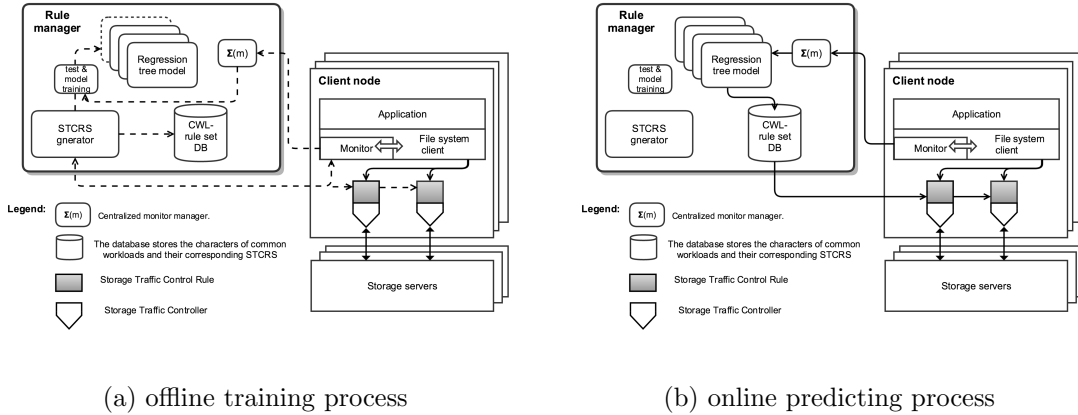 Rule
manager
Regression
tree model
Σ(m)
test &
model
training
STCRS
gnerator
CWL-
rule set
DB
Client node
Application
Monitor
File system
client
Storage servers
Legend:
Σ(m)
Centralized monitor manager.
The database stores the characters of common
workloads and their corresponding STCRS
Storage Traffic Control Rule
Storage Traffic Controller
(a) offline training process
Rule
manager
Regression
tree model
Σ(m)
test &
model
training
STCRS
gnerator
CWL-
rule set
DB
Client node
Application
Monitor
File system
client
Storage servers
Legend:
Σ(m)
Centralized monitor manager.
The database stores the characters of common
workloads and their corresponding STCRS
Storage Traffic Control Rule
Storage Traffic Controller
(b) online predicting process